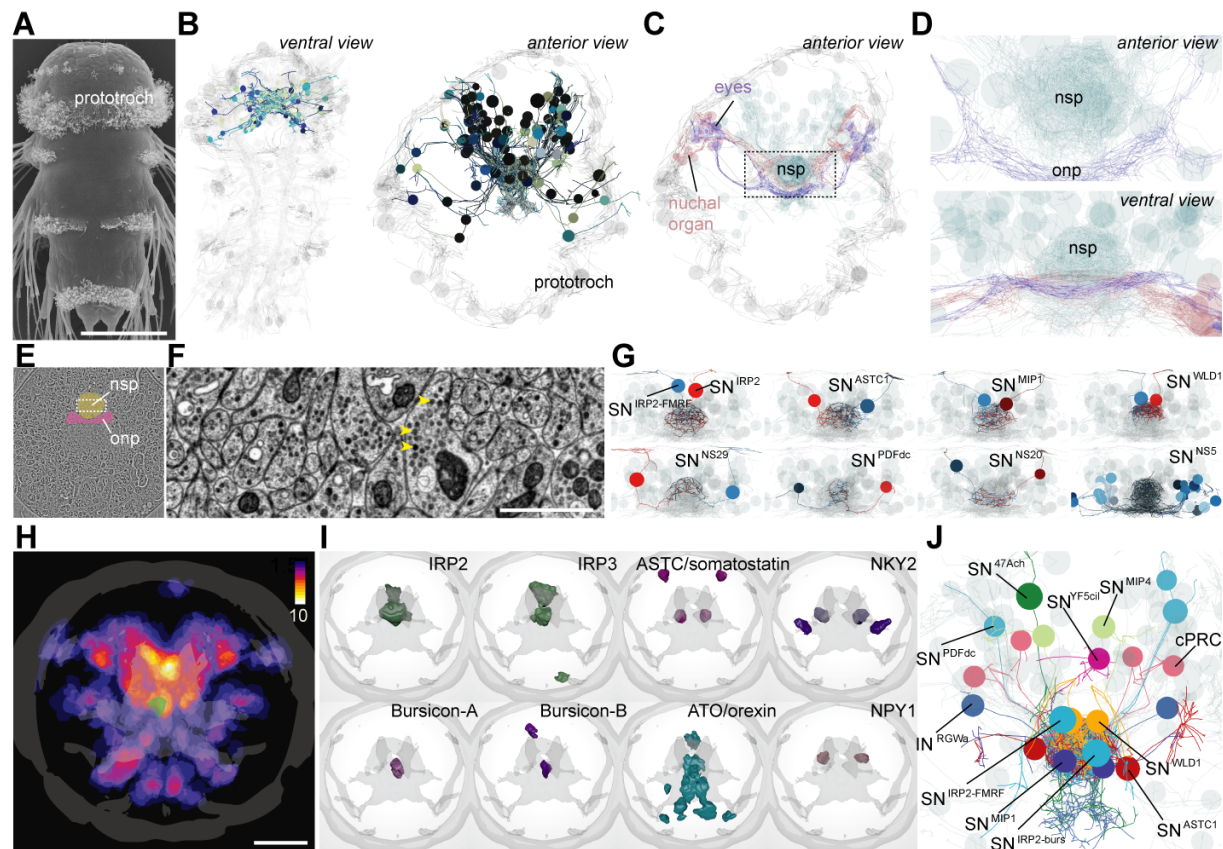 A
prototroch
B
ventral view
anterior view
prototroch
C
anterior view
eyes
nsp
nuchal
organ
D
anterior view
nsp
onp
ventral view
nsp
E
nsp
onp
F
G
SN IRP2
SN IRP2-FMRF
SN ASTC1
SN MIP1
SN WLD1
SN NS29
SN PDFdc
SN NS20
SN NS5
H
10
I
IRP2
IRP3
ASTC/somatostatin
NKY2
Bursicon-A
Bursicon-B
ATO/orexin
NPY1
J
SN 47Ach
SN YF5cil
SN MIP4
SN PDFdc
cPRC
IN RGWa
SN WLD1
SN IRP2-FMRF
SN MIP1
SN IRP2-burs
SN ASTC1